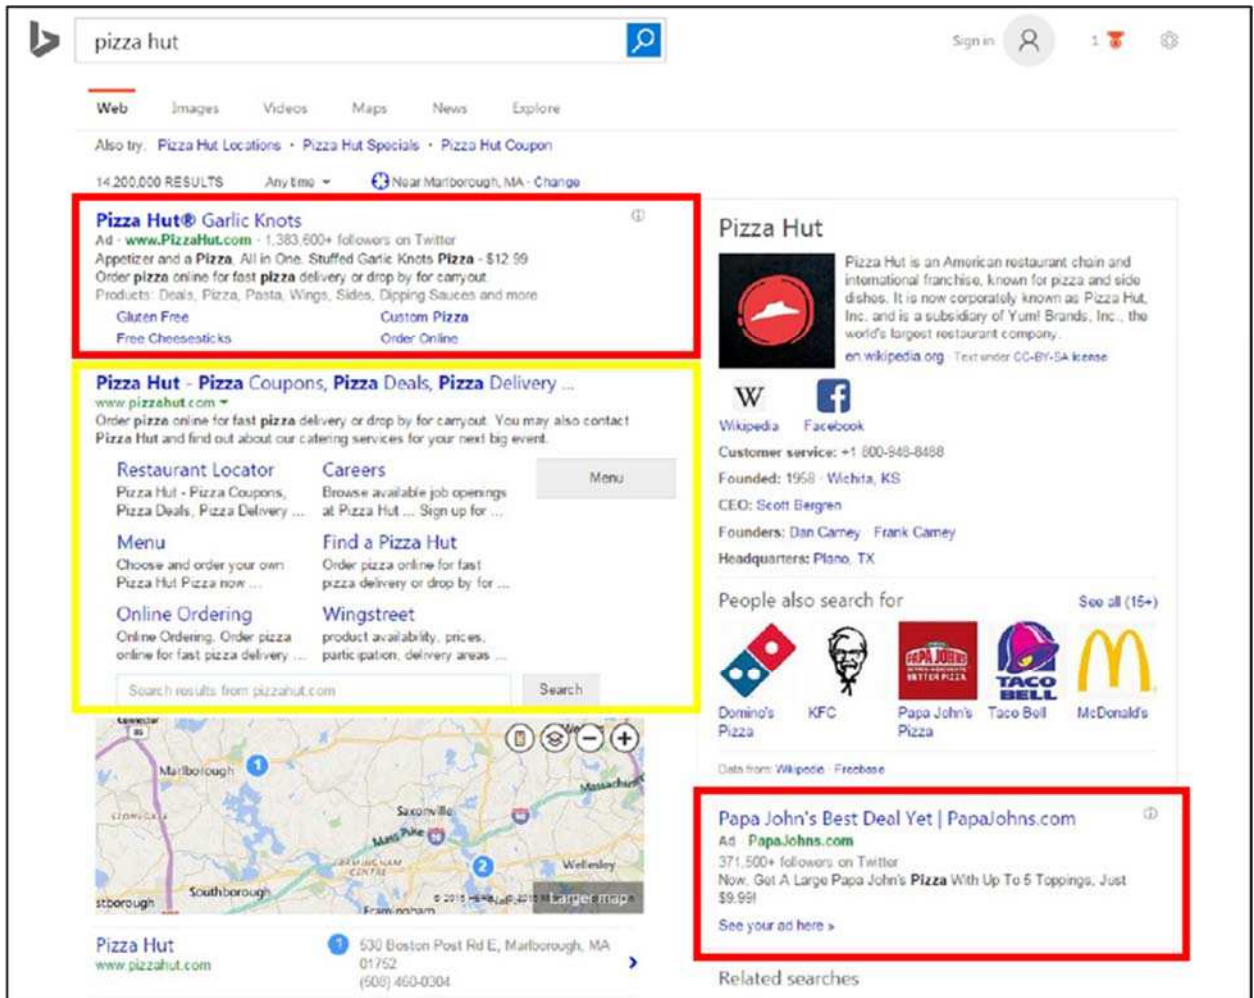 pizza hut
Sign in
1
Web Images Videos Maps News Explore
Also try: Pizza Hut Locations · Pizza Hut Specials · Pizza Hut Coupon
14,200,000 RESULTS Any time Near Marlborough, MA · Change
Pizza Hut® Garlic Knots
Ad · www.PizzaHut.com · 1,383,600+ followers on Twitter
Appetizer and a Pizza, All in One. Stuffed Garlic Knots Pizza - $12.99
Order pizza online for fast pizza delivery or drop by for carryout.
Products: Deals, Pizza, Pasta, Wings, Sides, Dipping Sauces and more
Gluten Free Custom Pizza
Free Cheesesticks Order Online
Pizza Hut - Pizza Coupons, Pizza Deals, Pizza Delivery ...
www.pizzahut.com
Order pizza online for fast pizza delivery or drop by for carryout. You may also contact
Pizza Hut and find out about our catering services for your next big event.
Restaurant Locator
Pizza Hut - Pizza Coupons,
Pizza Deals, Pizza Delivery ...
Careers
Browse available job openings
at Pizza Hut ... Sign up for ...
Menu
Menu
Choose and order your own
Pizza Hut Pizza now ...
Find a Pizza Hut
Order pizza online for fast
pizza delivery or drop by for ...
Online Ordering
Online Ordering. Order pizza
online for fast pizza delivery ...
Wingstreet
product availability, prices,
participation, delivery areas ...
Search results from pizzahut.com Search
Marlborough
1
Saxonville
Mass Pike
2
Wellesley
Southborough
Framingham
Larger map
Pizza Hut
www.pizzahut.com
1 530 Boston Post Rd E, Marlborough, MA
01752
(508) 460-0304
Pizza Hut
Pizza Hut is an American restaurant chain and
international franchise, known for pizza and side
dishes. It is now corporately known as Pizza Hut,
Inc. and is a subsidiary of Yum! Brands, Inc., the
world's largest restaurant company.
en.wikipedia.org · Text under CC-BY-SA license
W
Wikipedia Facebook
Customer service: +1 800-948-8488
Founded: 1958 · Wichita, KS
CEO: Scott Bergren
Founders: Dan Carney · Frank Carney
Headquarters: Plano, TX
People also search for See all (15+)
PAPA JOHNS
BETTER PIZZA
TACO
BELL
Domino's
Pizza
KFC
Papa John's
Pizza
Taco Bell
McDonald's
Data from: Wikipedia · Freebase
Papa John's Best Deal Yet | PapaJohns.com
Ad · PapaJohns.com
371,500+ followers on Twitter
Now, Get A Large Papa John's Pizza With Up To 5 Toppings, Just
$9.99!
See your ad here »
Related searches